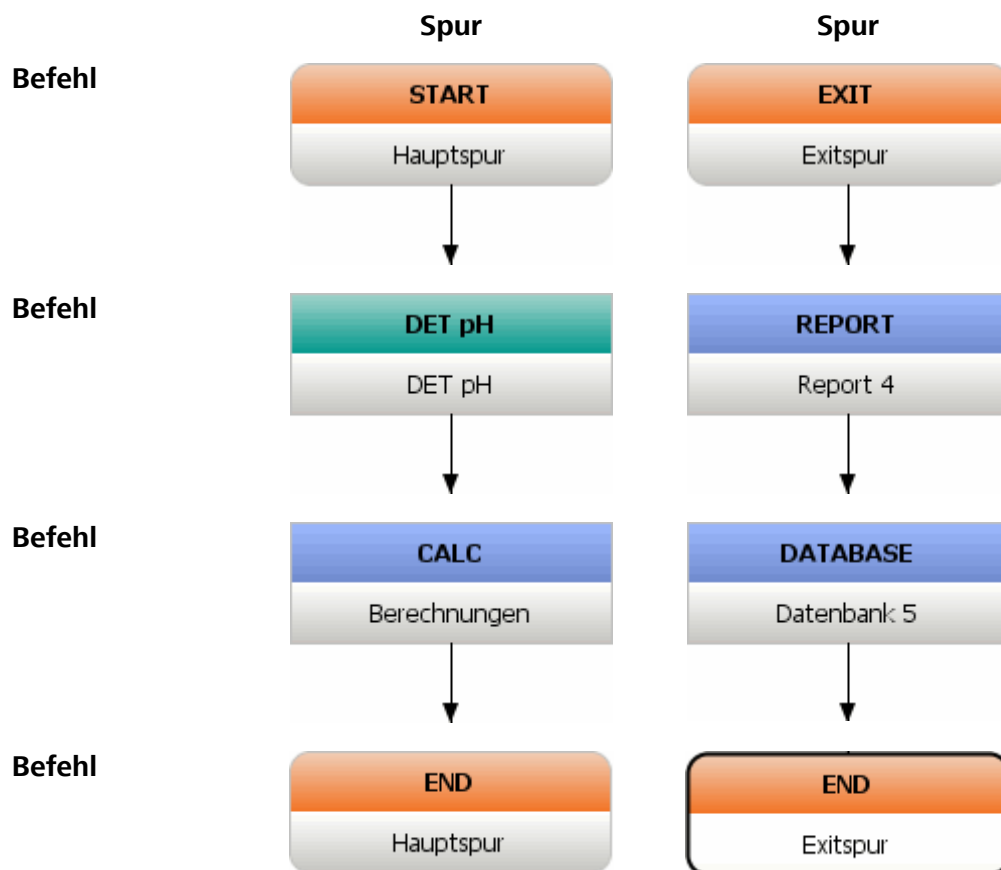 Spur Spur
Befehl
START EXIT
Hauptspur Exitspur
Befehl
DET pH REPORT
DET pH Report 4
Befehl
CALC DATABASE
Berechnungen Datenbank 5
Befehl
END END
Hauptspur Exitspur